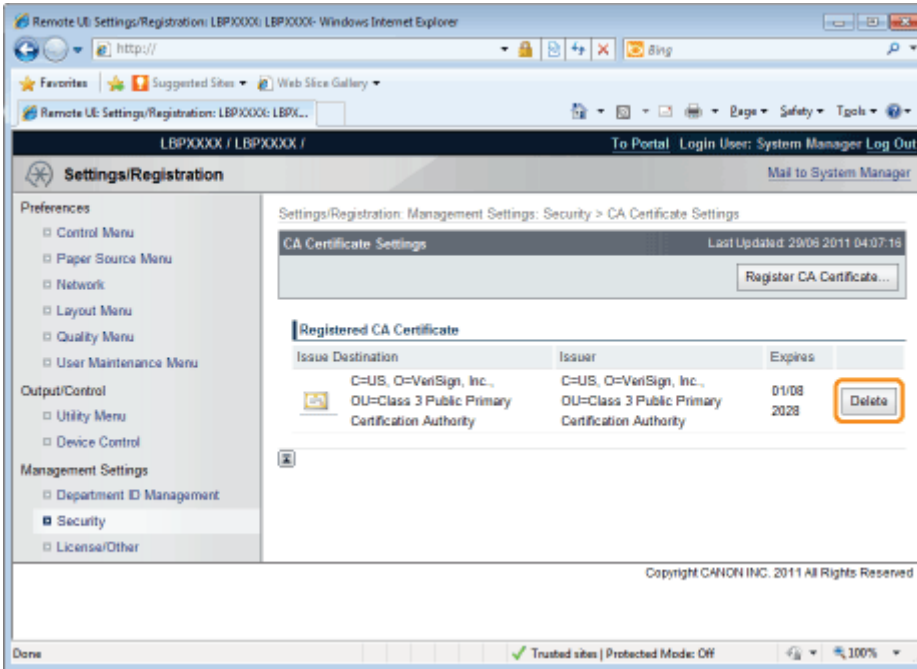 Remote UI: Settings/Registration: LBPXXXX: LBPXXXX- Windows Internet Explorer
http://
Bing
Favorites Suggested Sites Web Slice Gallery
Remote UI: Settings/Registration: LBPXXXX: LBPX...
Page Safety Tools
LBPXXXX / LBPXXXX /
To Portal Login User: System Manager Log Out
Settings/Registration
Mail to System Manager
Preferences
Control Menu
Paper Source Menu
Network
Layout Menu
Quality Menu
User Maintenance Menu
Output/Control
Utility Menu
Device Control
Management Settings
Department ID Management
Security
License/Other
Settings/Registration: Management Settings: Security > CA Certificate Settings
CA Certificate Settings
Last Updated: 29/06 2011 04:07:16
Register CA Certificate...
Registered CA Certificate
Issue Destination Issuer Expires
C=US, O=VeriSign, Inc.,
OU=Class 3 Public Primary
Certification Authority
C=US, O=VeriSign, Inc.,
OU=Class 3 Public Primary
Certification Authority
01/08
2028
Delete
Copyright CANON INC. 2011 All Rights Reserved
Done
Trusted sites | Protected Mode: Off
100%